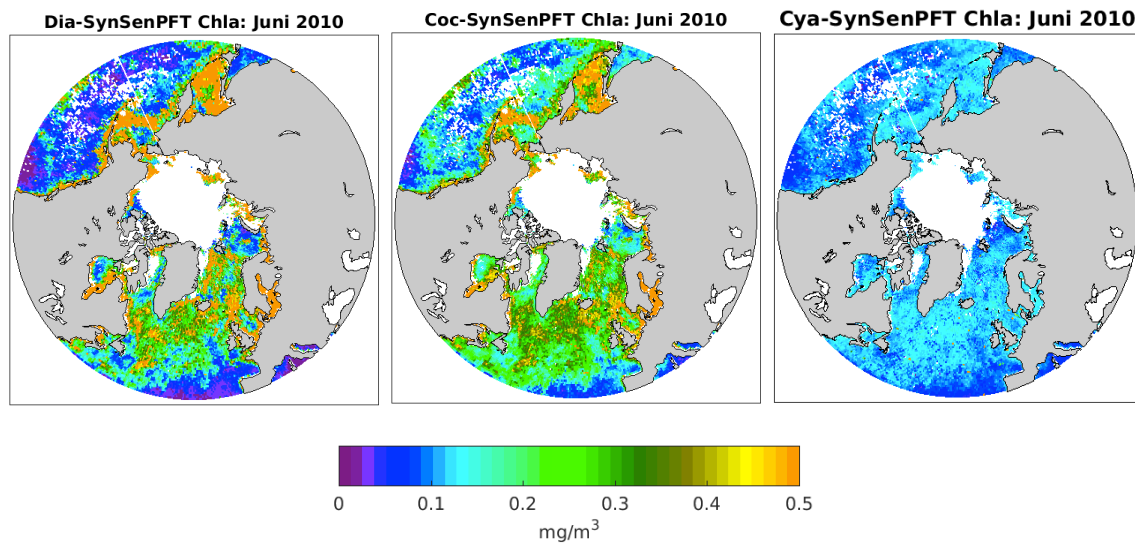 Dia-SynSenPFT Chla: Juni 2010
Coc-SynSenPFT Chla: Juni 2010
Cya-SynSenPFT Chla: Juni 2010
0 0.1 0.2 0.3 0.4 0.5
mg/m³